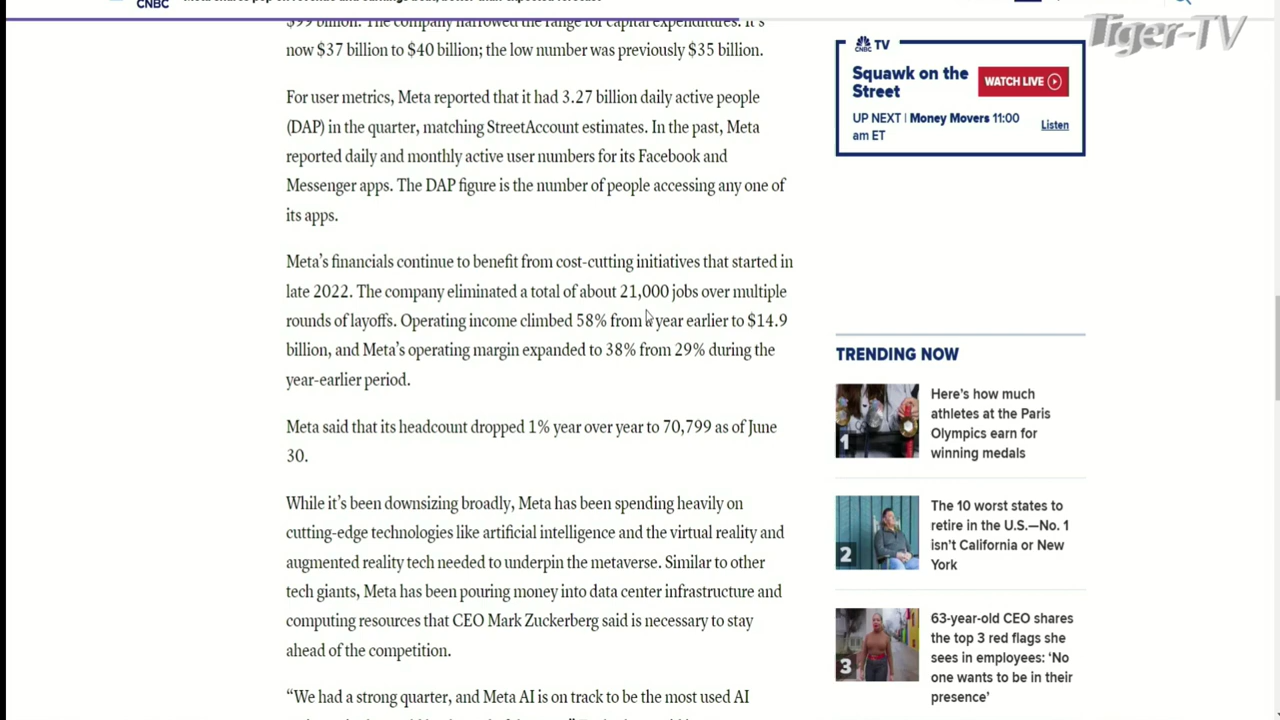 CNBC
$99 billion. The company narrowed the range for capital expenditures. It's
now $37 billion to $40 billion; the low number was previously $35 billion.
For user metrics, Meta reported that it had 3.27 billion daily active people
(DAP) in the quarter, matching StreetAccount estimates. In the past, Meta
reported daily and monthly active user numbers for its Facebook and
Messenger apps. The DAP figure is the number of people accessing any one of
its apps.
Meta's financials continue to benefit from cost-cutting initiatives that started in
late 2022. The company eliminated a total of about 21,000 jobs over multiple
rounds of layoffs. Operating income climbed 58% from a year earlier to $14.9
billion, and Meta's operating margin expanded to 38% from 29% during the
year-earlier period.
Meta said that its headcount dropped 1% year over year to 70,799 as of June
30.
While it's been downsizing broadly, Meta has been spending heavily on
cutting-edge technologies like artificial intelligence and the virtual reality and
augmented reality tech needed to underpin the metaverse. Similar to other
tech giants, Meta has been pouring money into data center infrastructure and
computing resources that CEO Mark Zuckerberg said is necessary to stay
ahead of the competition.
“We had a strong quarter, and Meta AI is on track to be the most used AI
Tiger-TV
CNBC TV
Squawk on the
Street
WATCH LIVE
UP NEXT | Money Movers 11:00
am ET
Listen
TRENDING NOW
1
Here's how much
athletes at the Paris
Olympics earn for
winning medals
2
The 10 worst states to
retire in the U.S.—No. 1
isn't California or New
York
3
63-year-old CEO shares
the top 3 red flags she
sees in employees: ‘No
one wants to be in their
presence’